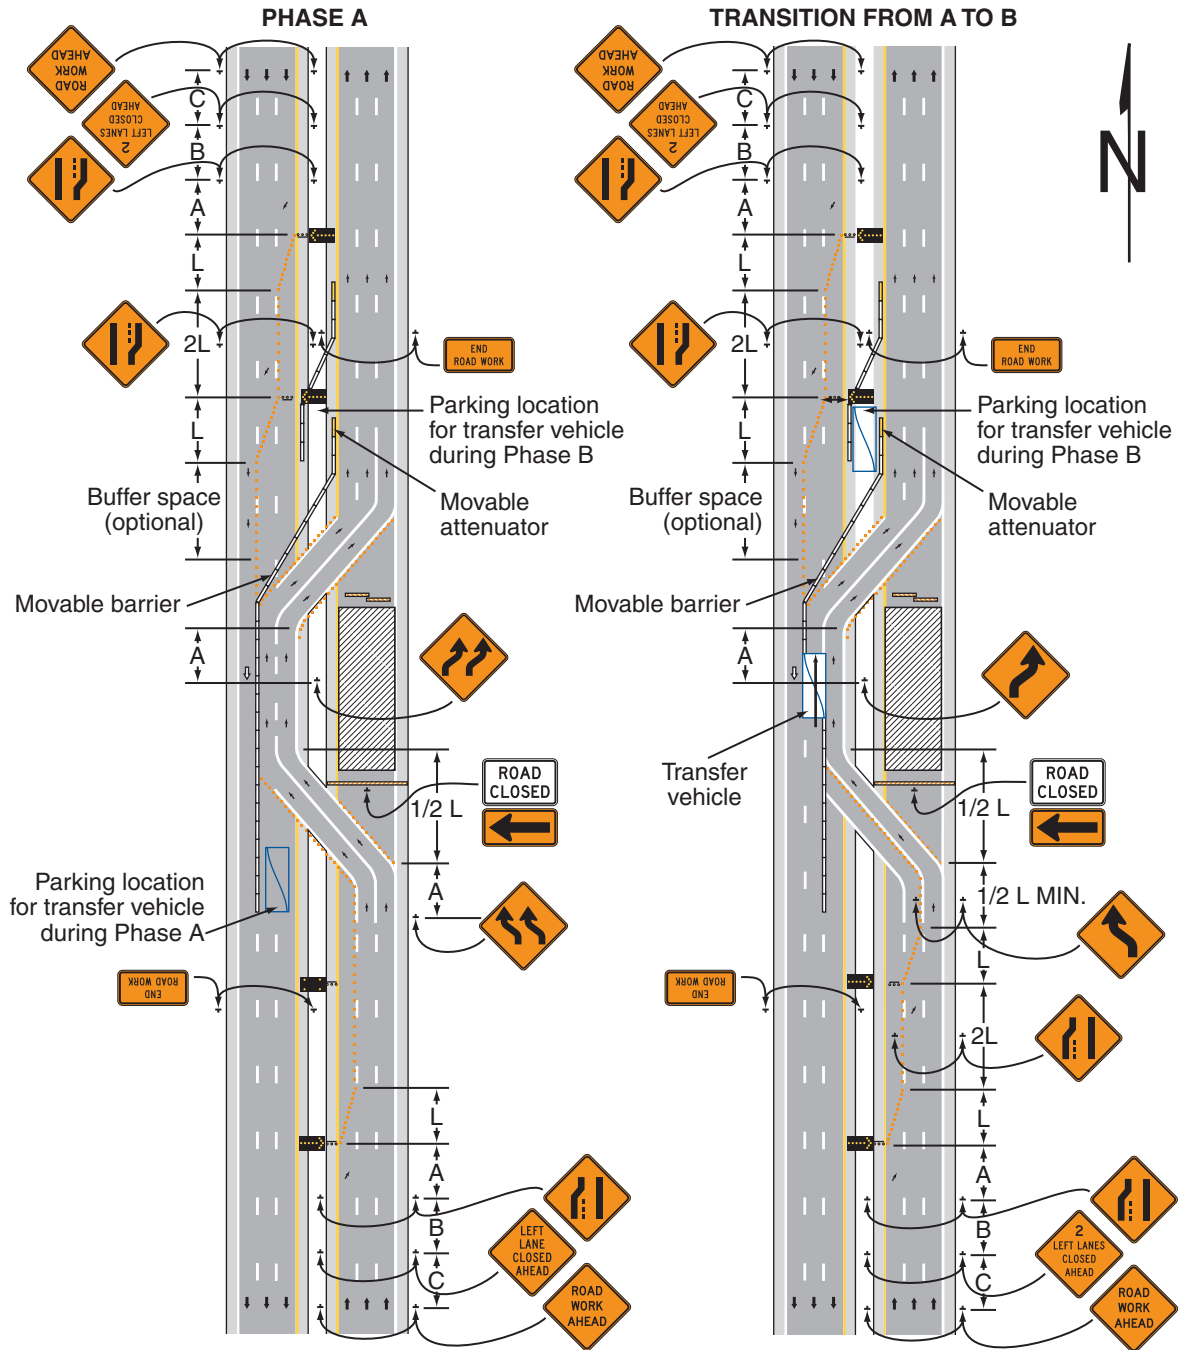 PHASE A
TRANSITION FROM A TO B
ROAD
WORK
AHEAD
2
LEFT LANES
CLOSED
AHEAD
C
B
A
L
2L
L
END
ROAD WORK
Parking location
for transfer vehicle
during Phase B
Buffer space
(optional)
Movable
attenuator
Movable barrier
A
ROAD
CLOSED
1/2 L
A
Parking location
for transfer vehicle
during Phase A
END
ROAD WORK
L
A
B
C
LEFT
LANE
CLOSED
AHEAD
ROAD
WORK
AHEAD
ROAD
WORK
AHEAD
2
LEFT LANES
CLOSED
AHEAD
C
B
A
L
2L
L
N
END
ROAD WORK
Parking location
for transfer vehicle
during Phase B
Buffer space
(optional)
Movable
attenuator
Movable barrier
A
Transfer
vehicle
ROAD
CLOSED
1/2 L
1/2 L MIN.
L
END
ROAD WORK
2L
L
A
B
C
2
LEFT LANES
CLOSED
AHEAD
ROAD
WORK
AHEAD